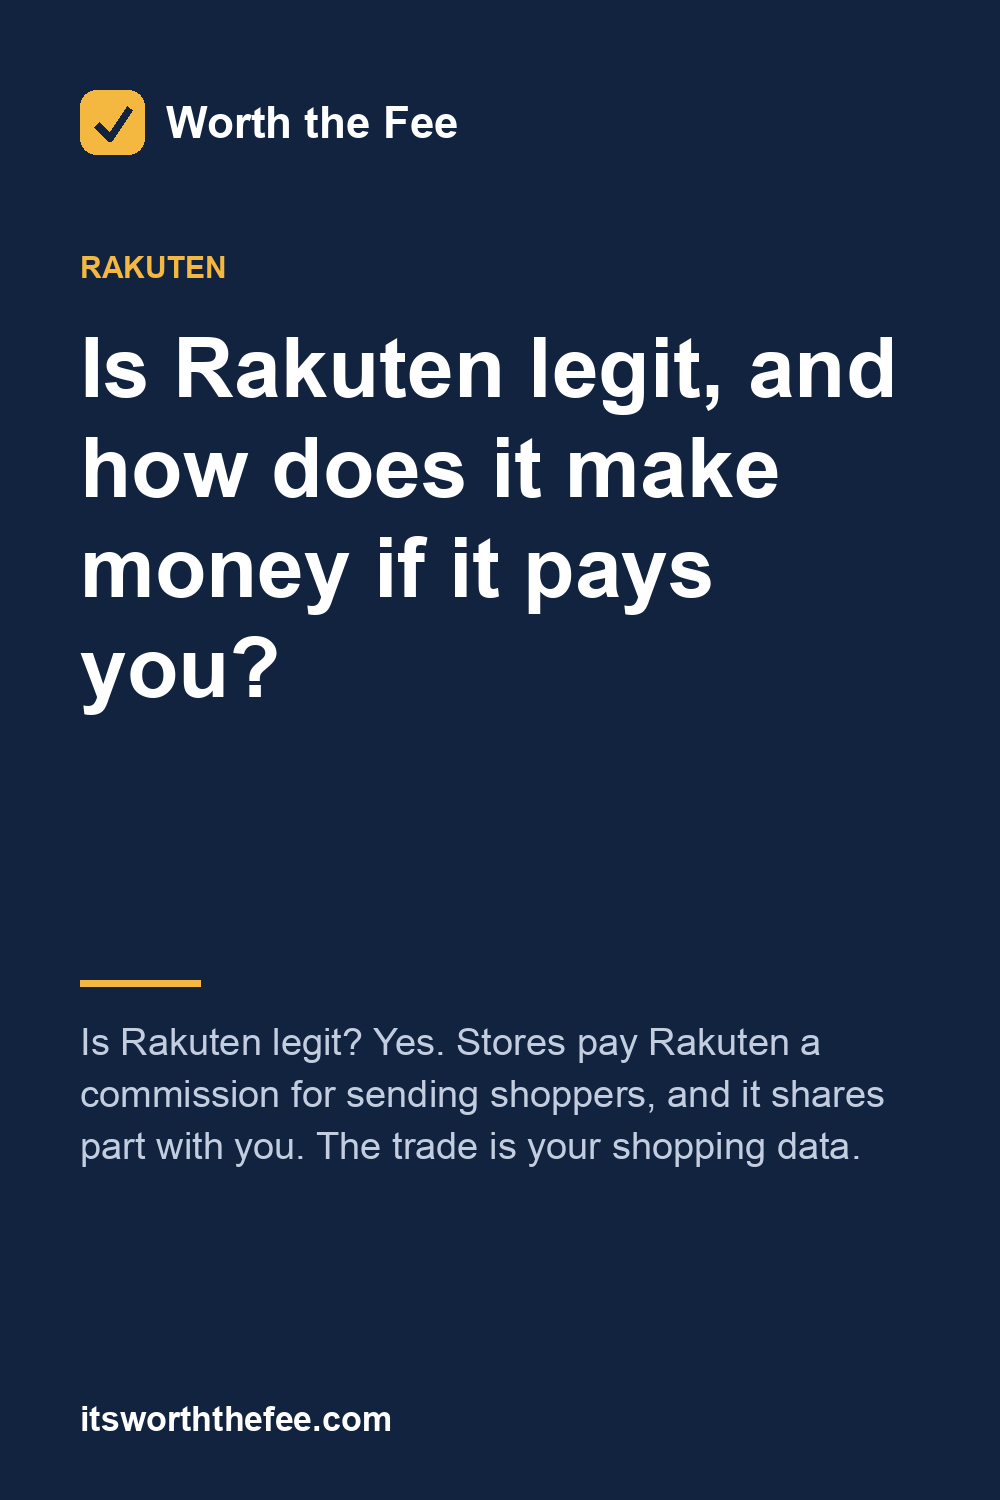 Worth the Fee
RAKUTEN
Is Rakuten legit, and
how does it make
money if it pays
you?
Is Rakuten legit? Yes. Stores pay Rakuten a
commission for sending shoppers, and it shares
part with you. The trade is your shopping data.
itsworththefee.com